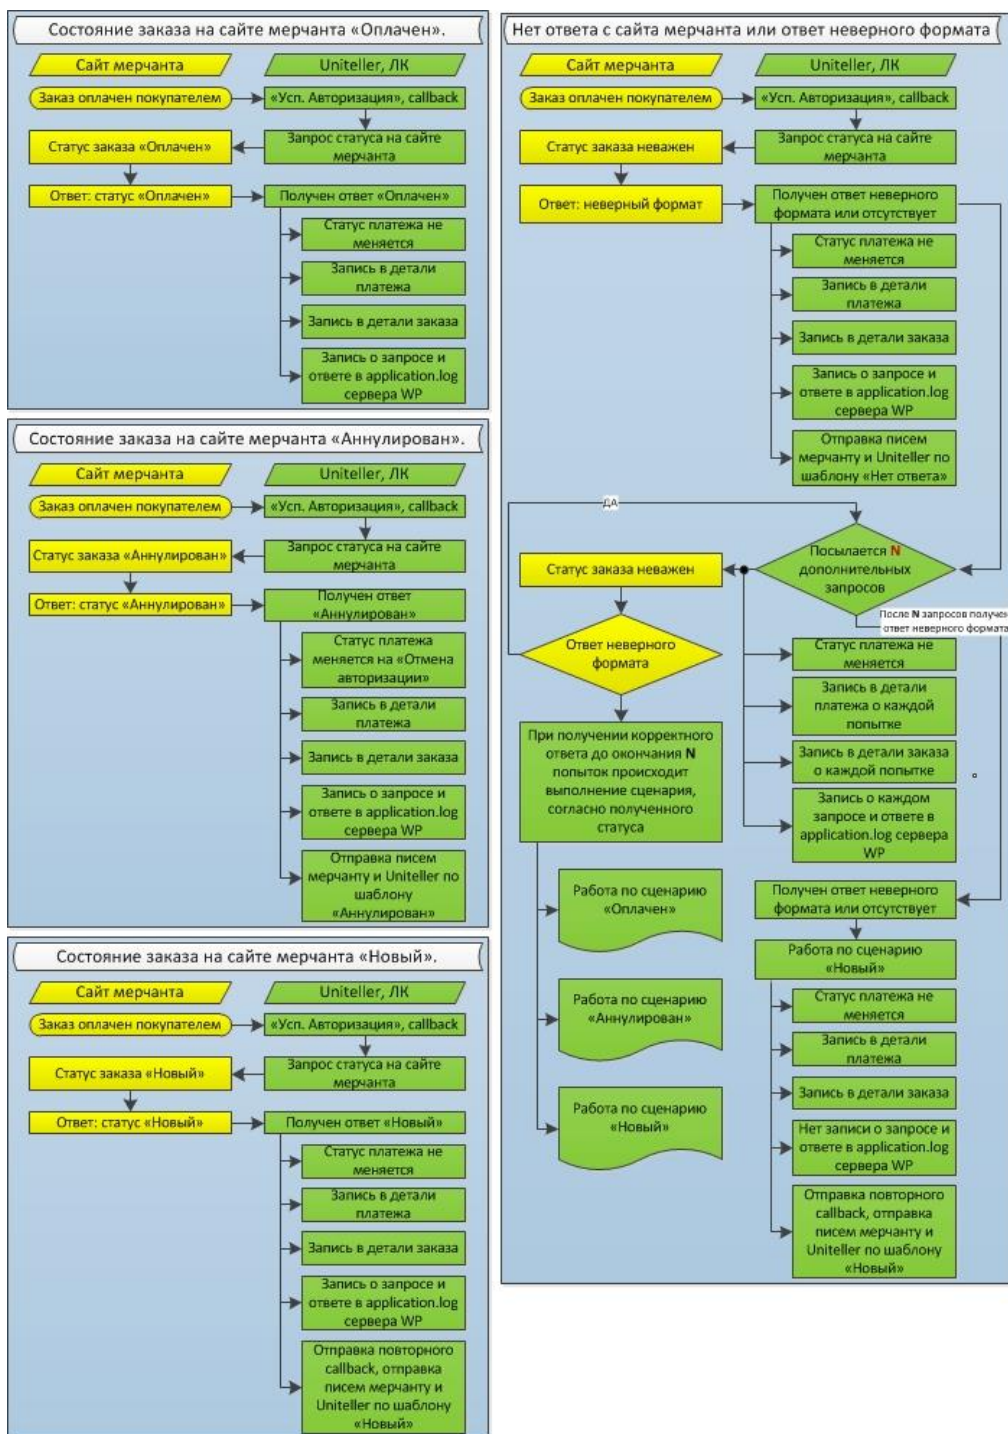 Состояние заказа на сайте мерчанта «Оплачен».
Сайт мерчанта
Uniteller, ЛК
Заказ оплачен покупателем
«Усп. Авторизация», callback
Статус заказа «Оплачен»
Запрос статуса на сайте
мерчанта
Ответ: статус «Оплачен»
Получен ответ «Оплачен»
Статус платежа не
меняется
Запись в детали
платежа
Запись в детали заказа
Запись о запросе и
ответе в application.log
сервера WP
Состояние заказа на сайте мерчанта «Аннулирован».
Сайт мерчанта
Uniteller, ЛК
Заказ оплачен покупателем
«Усп. Авторизация», callback
Статус заказа «Аннулирован»
Запрос статуса на сайте
мерчанта
Ответ: статус «Аннулирован»
Получен ответ
«Аннулирован»
Статус платежа
меняется на «Отмена
авторизации»
Запись в детали
платежа
Запись в детали заказа
Запись о запросе и
ответе в application.log
сервера WP
Отправка писем
мерчанту и Uniteller по
шаблону
«Аннулирован»
Состояние заказа на сайте мерчанта «Новый».
Сайт мерчанта
Uniteller, ЛК
Заказ оплачен покупателем
«Усп. Авторизация», callback
Статус заказа «Новый»
Запрос статуса на сайте
мерчанта
Ответ: статус «Новый»
Получен ответ «Новый»
Статус платежа не
меняется
Запись в детали
платежа
Запись в детали заказа
Запись о запросе и
ответе в application.log
сервера WP
Отправка повторного
callback, отправка
писем мерчанту и
Uniteller по шаблону
«Новый»
Нет ответа с сайта мерчанта или ответ неверного формата
Сайт мерчанта
Uniteller, ЛК
Заказ оплачен покупателем
«Усп. Авторизация», callback
Статус заказа неважен
Запрос статуса на сайте
мерчанта
Ответ: неверный формат
Получен ответ неверного
формата или отсутствует
Статус платежа не
меняется
Запись в детали
платежа
Запись в детали заказа
Запись о запросе и
ответе в application.log
сервера WP
Отправка писем
мерчанту и Uniteller по
шаблону «Нет ответа»
ДА
Посылается N
дополнительных
запросов
Статус заказа неважен
После N запросов получен
ответ неверного формата
Ответ неверного
формата
Статус платежа не
меняется
Запись в детали
платежа о каждой
попытке
Запись в детали заказа
о каждой попытке
Запись о каждом
запросе и ответе в
application.log сервера
WP
При получении корректного
ответа до окончания N
попыток происходит
выполнение сценария,
согласно полученного
статуса
Работа по сценарию
«Оплачен»
Работа по сценарию
«Аннулирован»
Работа по сценарию
«Новый»
Получен ответ неверного
формата или отсутствует
Работа по сценарию
«Новый»
Статус платежа не
меняется
Запись в детали
платежа
Запись в детали заказа
Нет записи о запросе и
ответе в application.log
сервера WP
Отправка повторного
callback, отправка
писем мерчанту и
Uniteller по шаблону
«Новый»